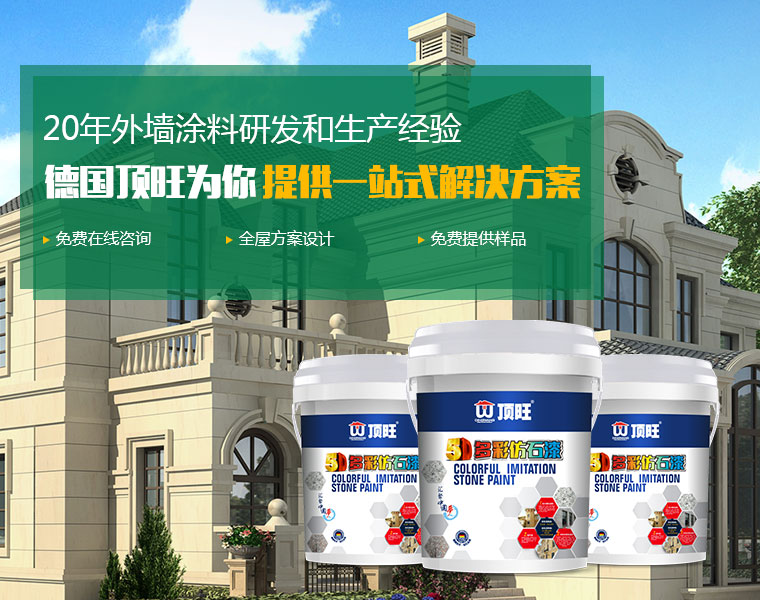 20年外墙涂料研发和生产经验
德国顶旺为你 提供一站式解决方案
免费在线咨询
全屋方案设计
免费提供样品
顶旺®
5D多彩仿石漆
COLORFUL IMITATION
STONE PAINT
顶旺
5D多彩仿石漆
COLORFUL IMITATION
STONE PAINT
顶旺
5D多彩仿石漆
COLORFUL IMITATION
STONE PAINT